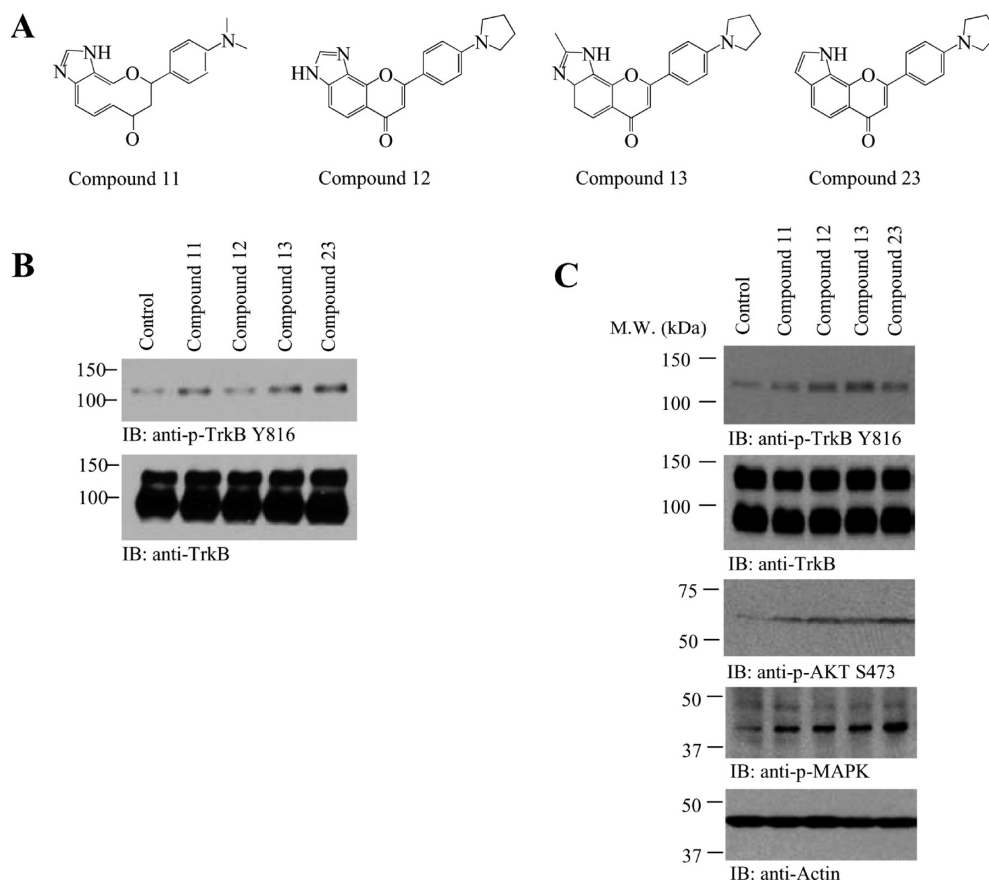 A
N
N
NH
O
O
N
HN
N
O
O
N
NH
N
O
O
N
NH
O
O
N
Compound 11
Compound 12
Compound 13
Compound 23
B
Control
Compound 11
Compound 12
Compound 13
Compound 23
150
100
IB: anti-p-TrkB Y816
150
100
IB: anti-TrkB
C
Control
Compound 11
Compound 12
Compound 13
Compound 23
M.W. (kDa)
150
100
IB: anti-p-TrkB Y816
150
100
IB: anti-TrkB
75
50
IB: anti-p-AKT S473
50
37
IB: anti-p-MAPK
50
37
IB: anti-Actin